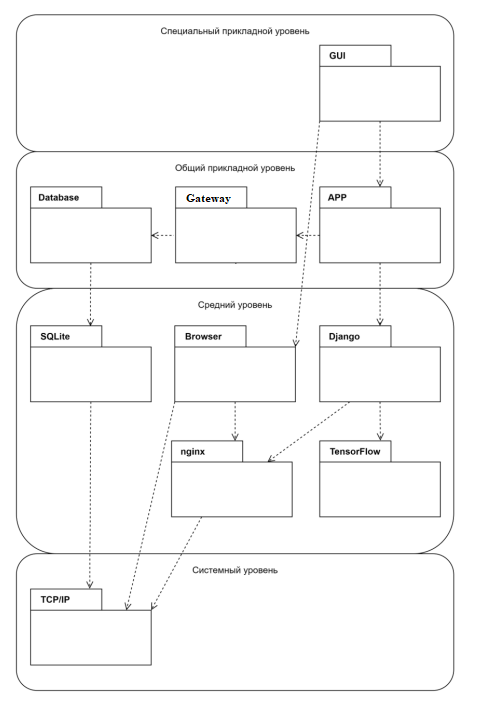 Специальный прикладной уровень
GUI
Общий прикладной уровень
Database
Gateway
APP
Средний уровень
SQLite
Browser
Django
nginx
TensorFlow
Системный уровень
TCP/IP